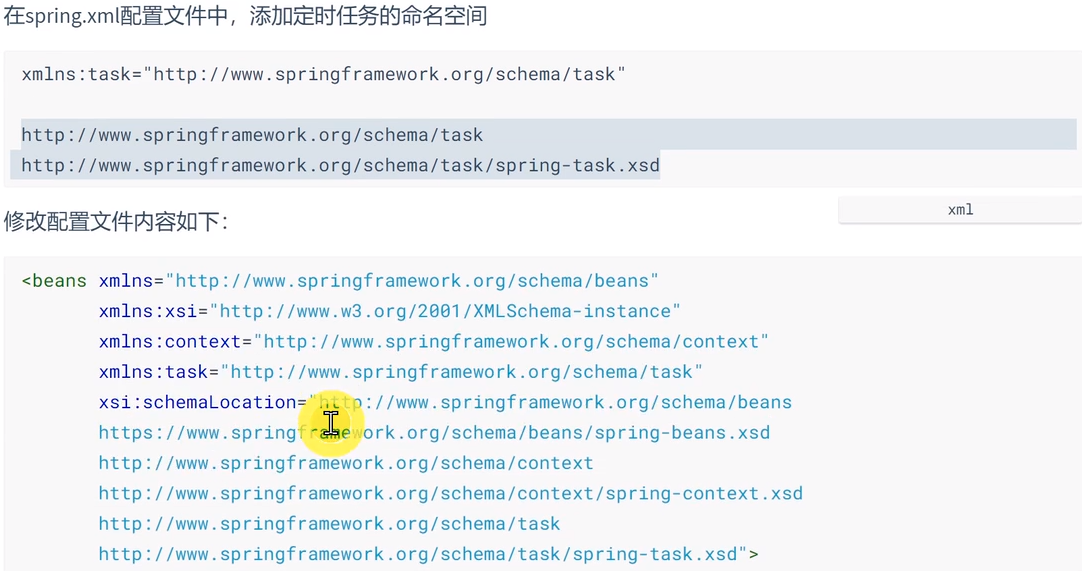 在spring.xml配置文件中，添加定时任务的命名空间
xmlns:task="http://www.springframework.org/schema/task"
http://www.springframework.org/schema/task
http://www.springframework.org/schema/task/spring-task.xsd
xml
修改配置文件内容如下：
<beans xmlns="http://www.springframework.org/schema/beans"
xmlns:xsi="http://www.w3.org/2001/XMLSchema-instance"
xmlns:context="http://www.springframework.org/schema/context"
xmlns:task="http://www.springframework.org/schema/task"
xsi:schemaLocation="http://www.springframework.org/schema/beans
https://www.springframework.org/schema/beans/spring-beans.xsd
http://www.springframework.org/schema/context
http://www.springframework.org/schema/context/spring-context.xsd
http://www.springframework.org/schema/task
http://www.springframework.org/schema/task/spring-task.xsd">